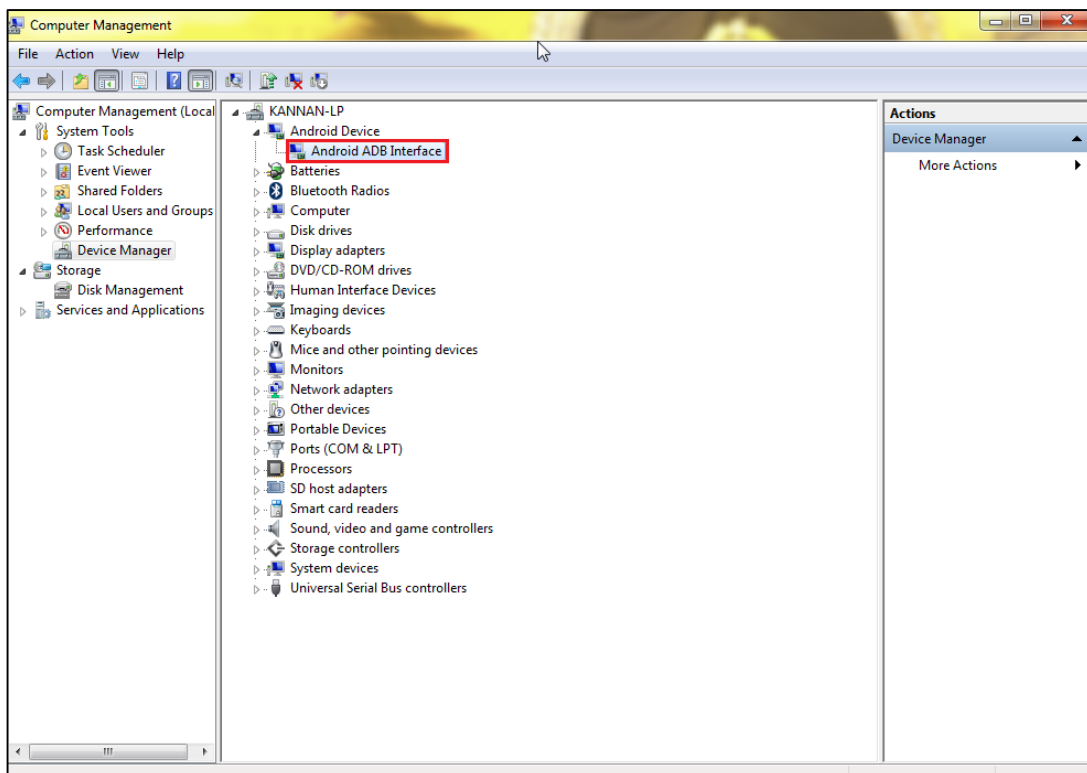 Computer Management
File Action View Help
Computer Management (Local
System Tools
Task Scheduler
Event Viewer
Shared Folders
Local Users and Groups
Performance
Device Manager
Storage
Disk Management
Services and Applications
KANNAN-LP
Android Device
Android ADB Interface
Batteries
Bluetooth Radios
Computer
Disk drives
Display adapters
DVD/CD-ROM drives
Human Interface Devices
Imaging devices
Keyboards
Mice and other pointing devices
Monitors
Network adapters
Other devices
Portable Devices
Ports (COM & LPT)
Processors
SD host adapters
Smart card readers
Sound, video and game controllers
Storage controllers
System devices
Universal Serial Bus controllers
Actions
Device Manager
More Actions